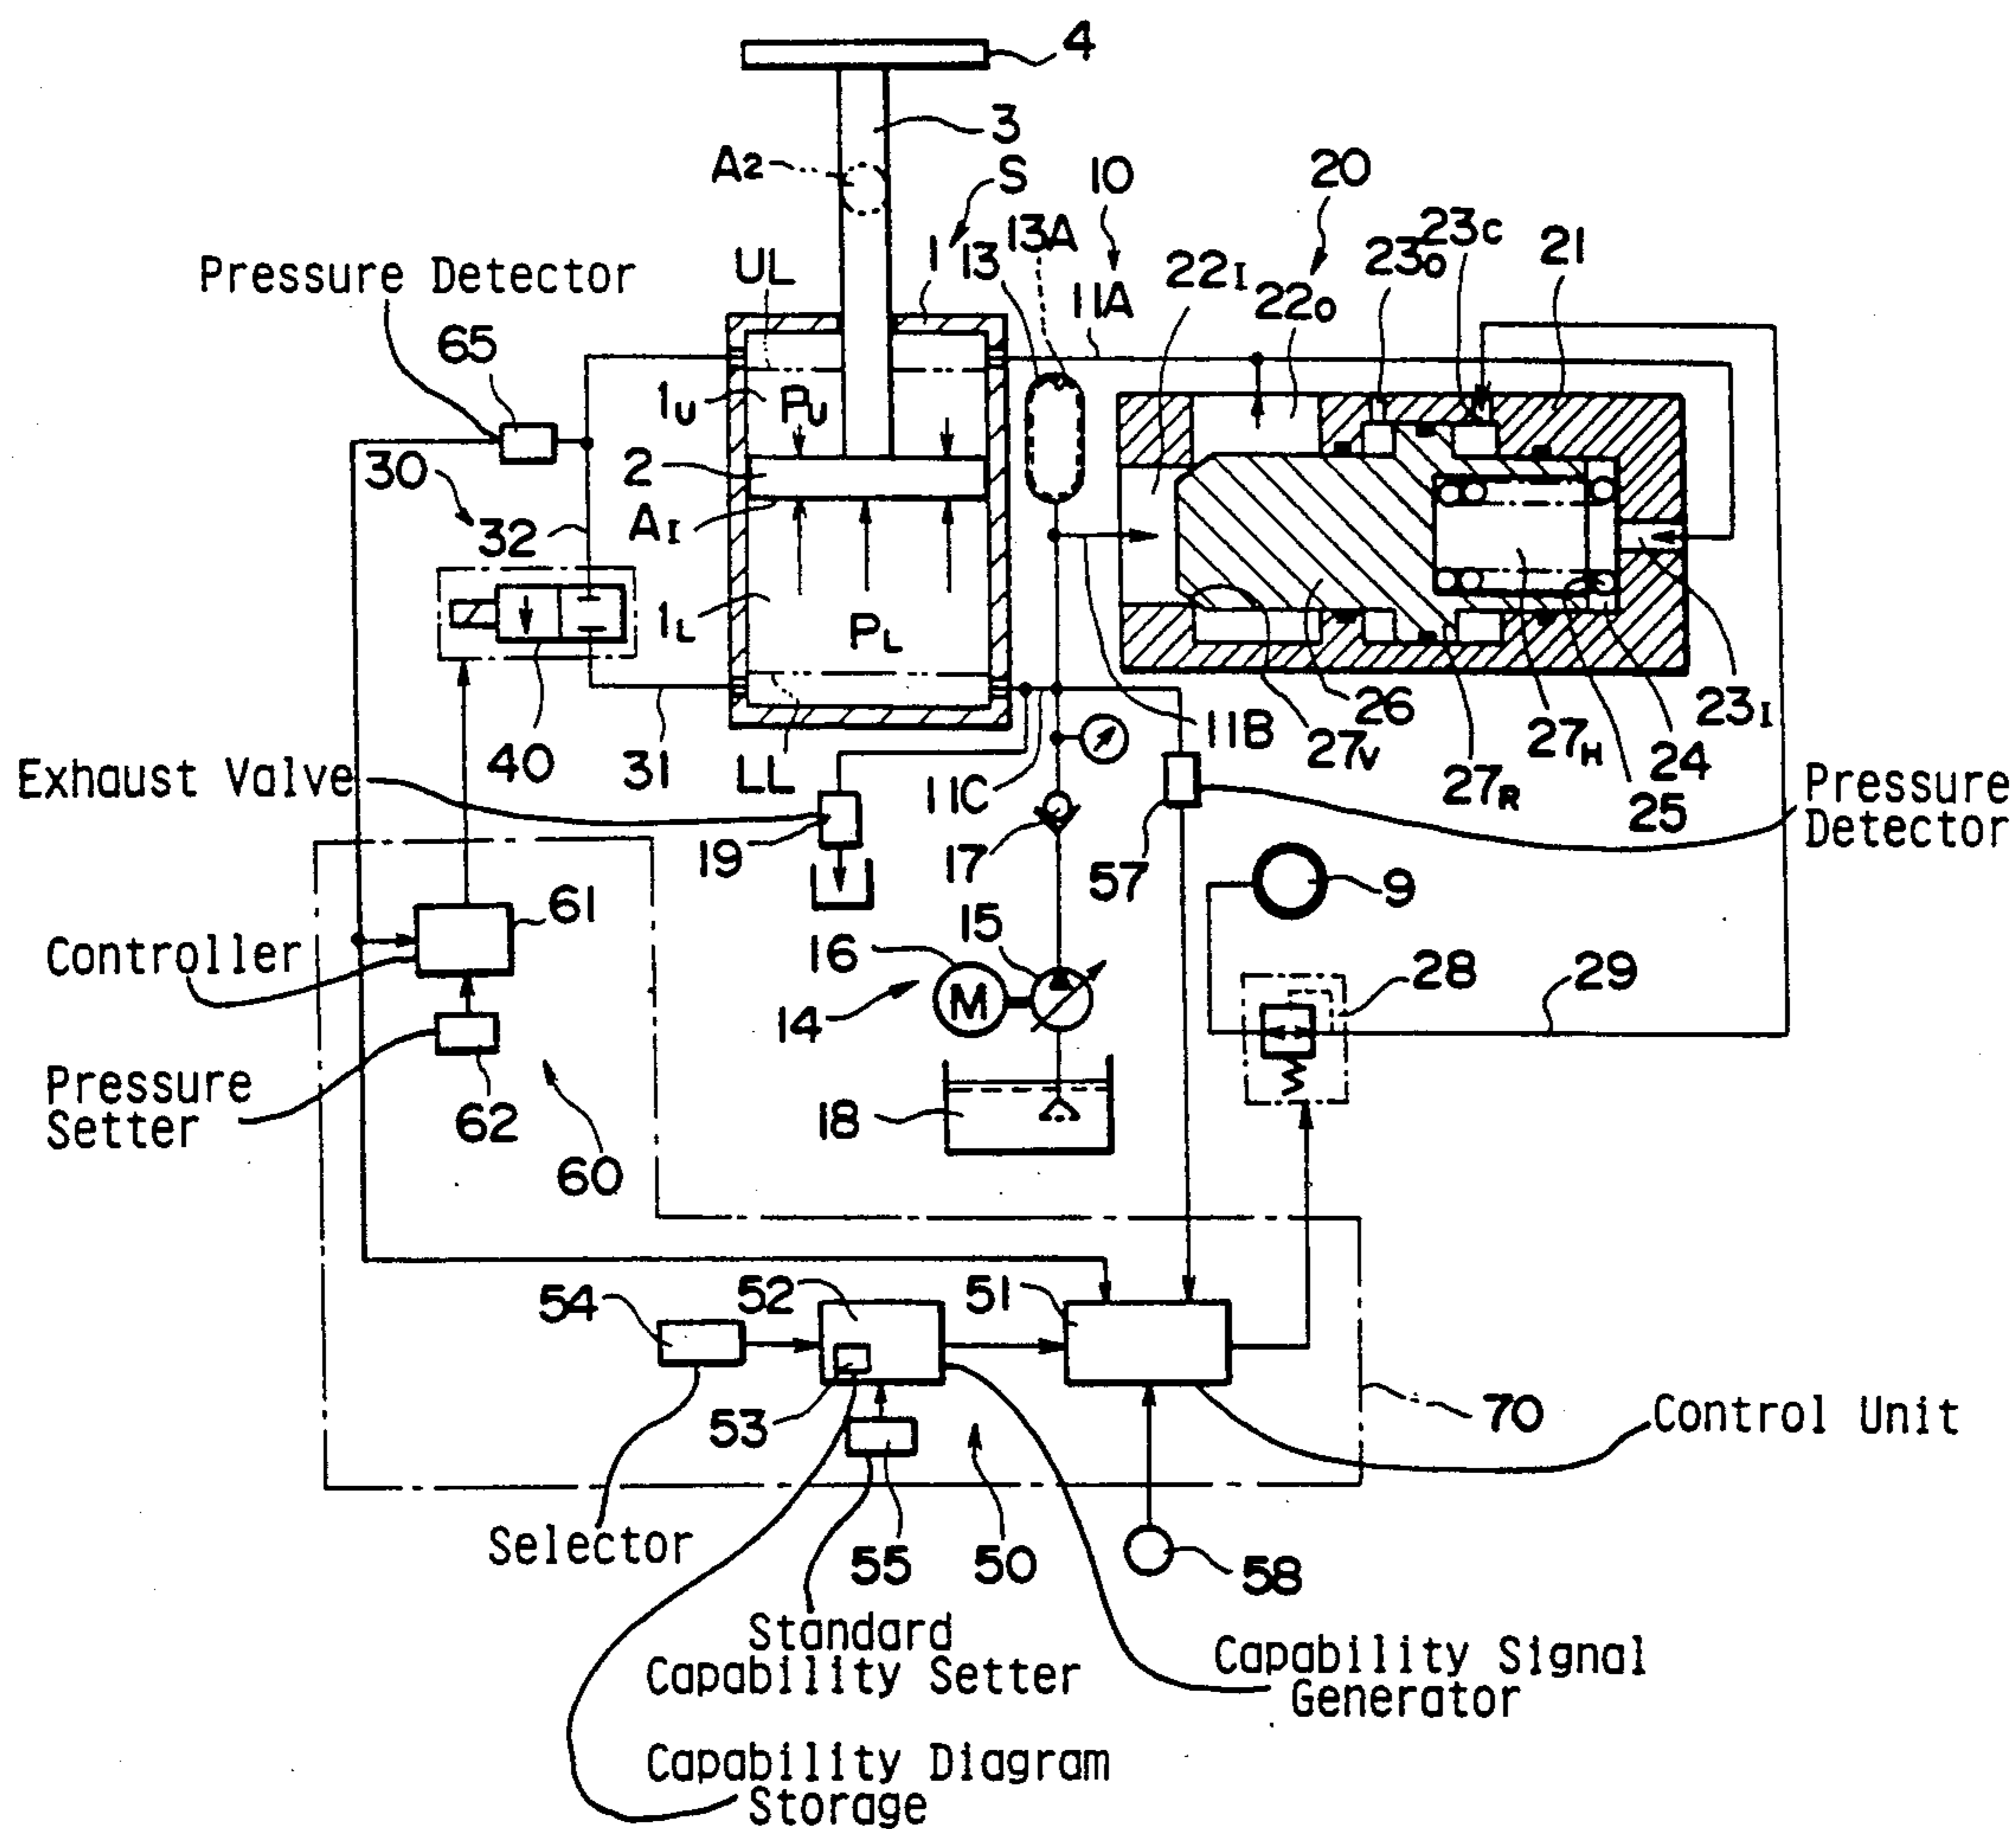 4
3
A2
S
10
20
13A
1
13
23C
23O
21
Pressure Detector
UL
22I
11A
22O
65
1U
PU
30
2
32
AI
1L
PL
26
23I
11B
27V
27H
24
40
31
LL
11C
27R
25
Exhaust Valve
Pressure
Detector
19
17
57
9
61
16
15
Controller
28
29
M
14
Pressure
Setter
62
18
60
54
52
51
53
70
Control Unit
Selector
55
50
58
Standard
Capability Setter
Capability Signal
Generator
Capability Diagram
Storage